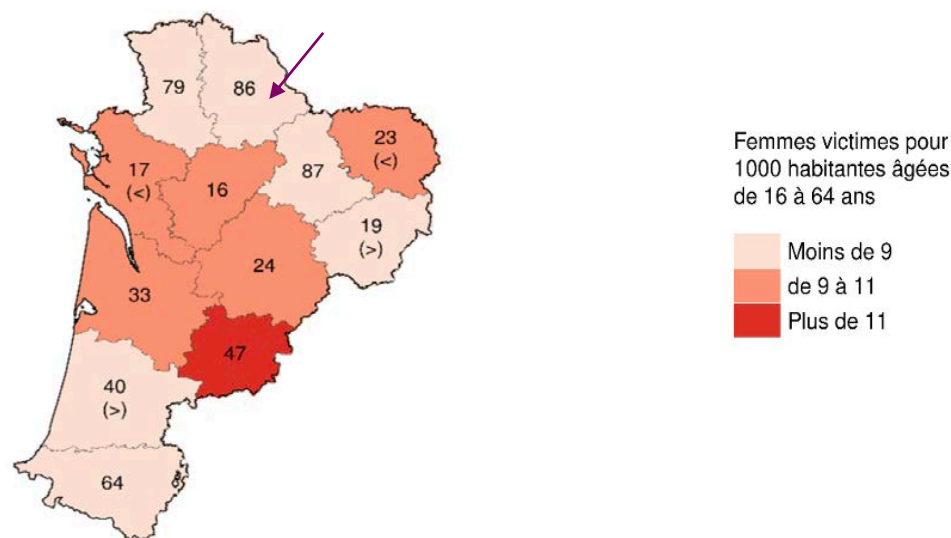 79
86
23
(<)
17
(<)
16
87
19
(>)
24
33
47
40
(>)
64
Femmes victimes pour
1000 habitantes âgées
de 16 à 64 ans
Moins de 9
de 9 à 11
Plus de 11